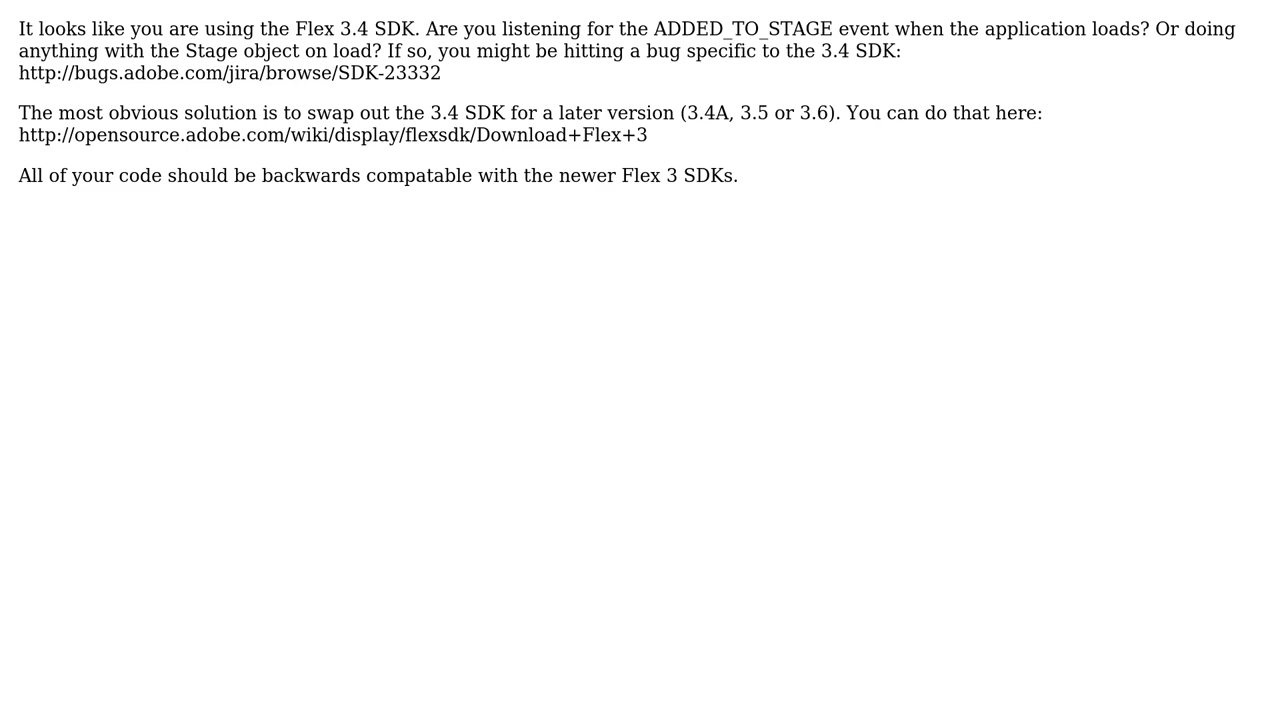 It looks like you are using the Flex 3.4 SDK. Are you listening for the ADDED_TO_STAGE event when the application loads? Or doing
anything with the Stage object on load? If so, you might be hitting a bug specific to the 3.4 SDK:
http://bugs.adobe.com/jira/browse/SDK-23332
The most obvious solution is to swap out the 3.4 SDK for a later version (3.4A, 3.5 or 3.6). You can do that here:
http://opensource.adobe.com/wiki/display/flexsdk/Download+Flex+3
All of your code should be backwards compatable with the newer Flex 3 SDKs.